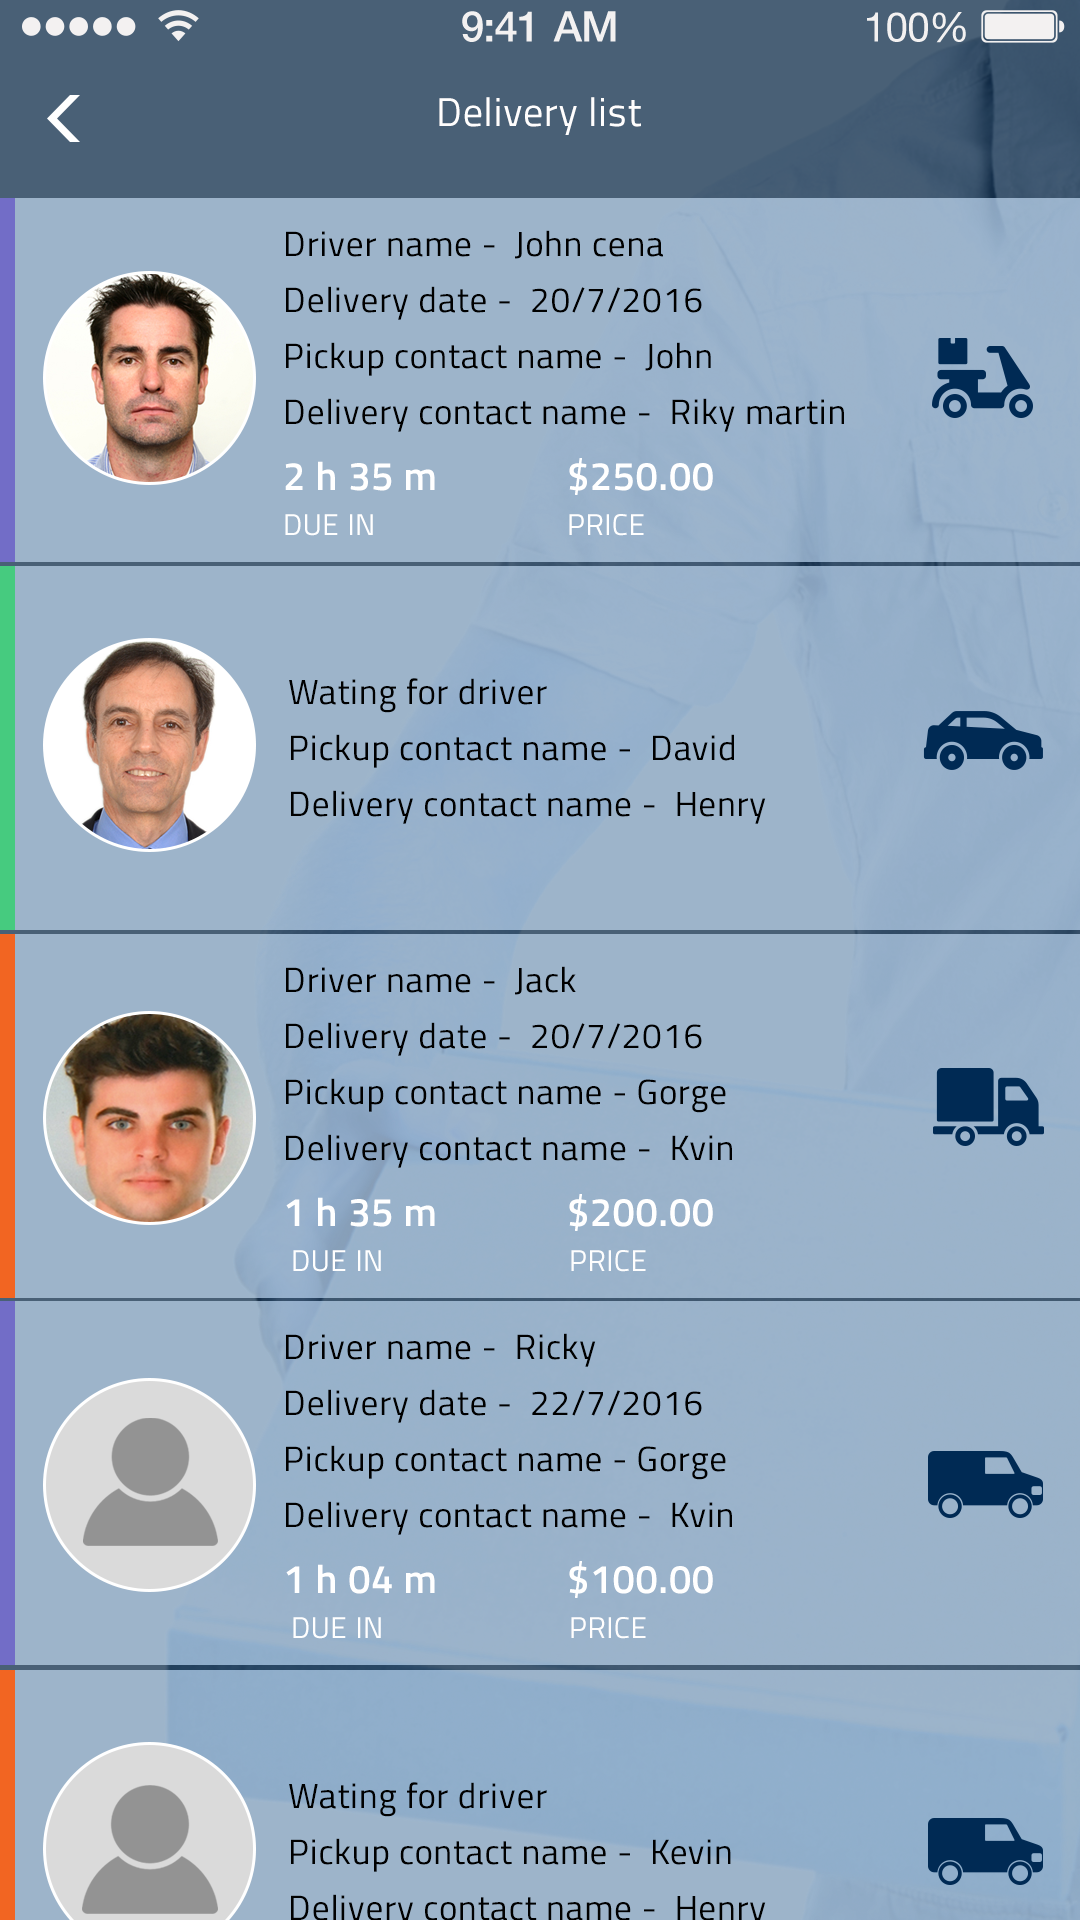 9:41 AM 100%
Delivery list
Driver name - John cena
Delivery date - 20/7/2016
Pickup contact name - John
Delivery contact name - Riky martin
2 h 35 m $250.00
DUE IN PRICE
Wating for driver
Pickup contact name - David
Delivery contact name - Henry
Driver name - Jack
Delivery date - 20/7/2016
Pickup contact name - Gorge
Delivery contact name - Kvin
1 h 35 m $200.00
DUE IN PRICE
Driver name - Ricky
Delivery date - 22/7/2016
Pickup contact name - Gorge
Delivery contact name - Kvin
1 h 04 m $100.00
DUE IN PRICE
Wating for driver
Pickup contact name - Kevin
Delivery contact name - Henry